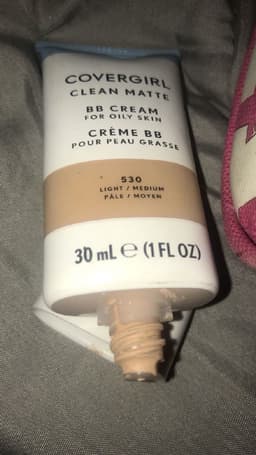 COVERGIRL
CLEAN MATTE
BB CREAM
FOR OILY SKIN
CRÈME BB
POUR PEAU GRASSE
530
LIGHT / MEDIUM
PÂLE / MOYEN
30 mL e (1 FL OZ)